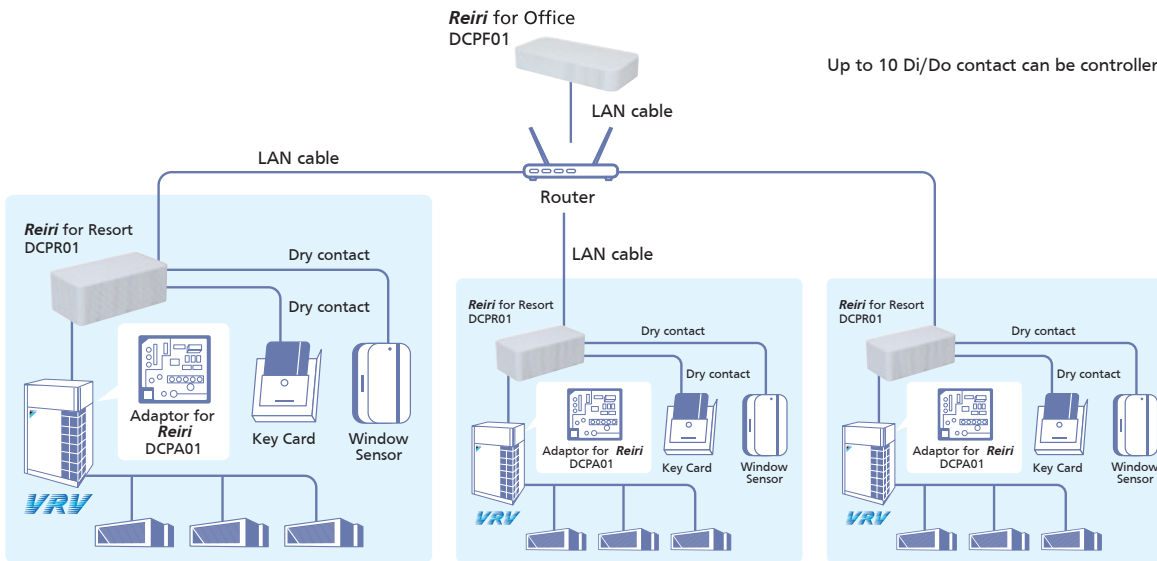 Reiri for Office
DCPF01
Up to 10 Di/Do contact can be controller
LAN cable
LAN cable
Router
LAN cable
Reiri for Resort
DCPR01
Dry contact
Dry contact
Adaptor for
Reiri
DCPA01
Key Card
Window
Sensor
VRV
Reiri for Resort
DCPR01
Dry contact
Dry contact
Adaptor for Reiri
DCPA01
Key Card
Window
Sensor
VRV
Reiri for Resort
DCPR01
Dry contact
Dry contact
Adaptor for Reiri
DCPA01
Key Card
Window
Sensor
VRV